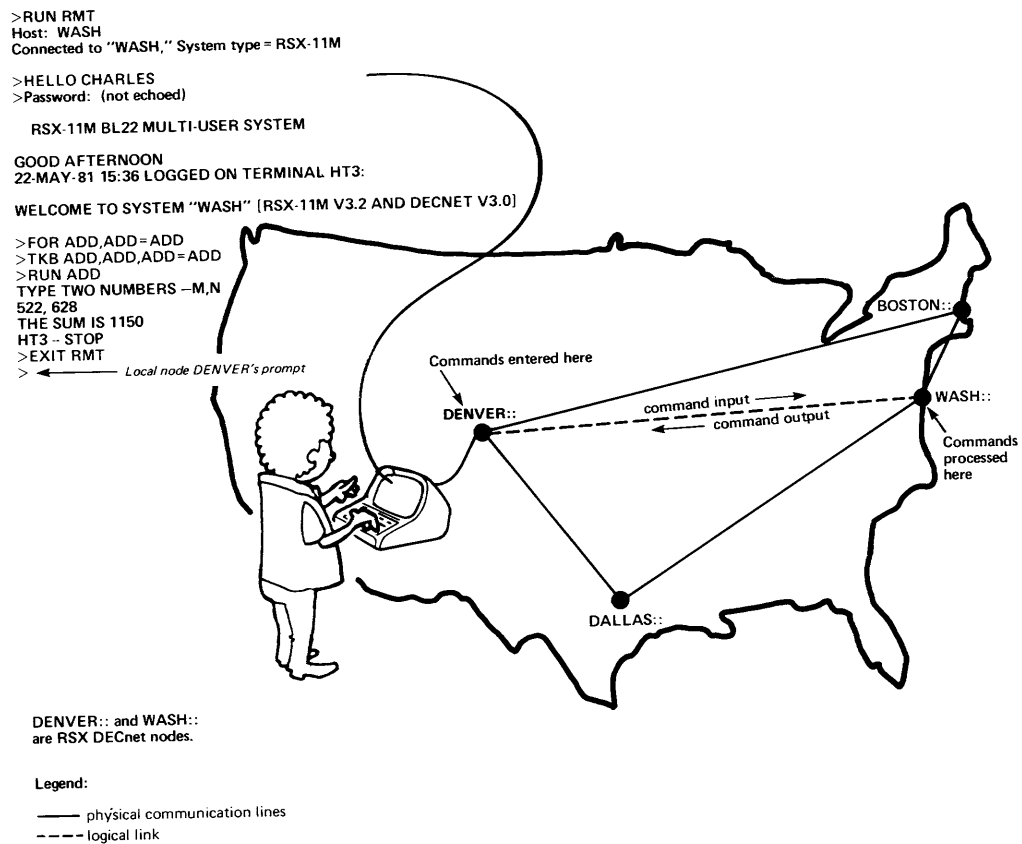 >RUN RMT
Host: WASH
Connected to "WASH," System type = RSX-11M
>HELLO CHARLES
>Password: (not echoed)
RSX-11M BL22 MULTI-USER SYSTEM
GOOD AFTERNOON
22-MAY-81 15:36 LOGGED ON TERMINAL HT3:
WELCOME TO SYSTEM "WASH" [RSX-11M V3.2 AND DECNET V3.0]
>FOR ADD,ADD=ADD
>TKB ADD,ADD,ADD=ADD
>RUN ADD
TYPE TWO NUMBERS –M,N
522, 628
THE SUM IS 1150
HT3 -- STOP
>EXIT RMT
>
Local node DENVER's prompt
BOSTON::
Commands entered here
DENVER::
command input
command output
WASH::
Commands
processed
here
DALLAS::
DENVER:: and WASH::
are RSX DECnet nodes.
Legend:
physical communication lines
logical link